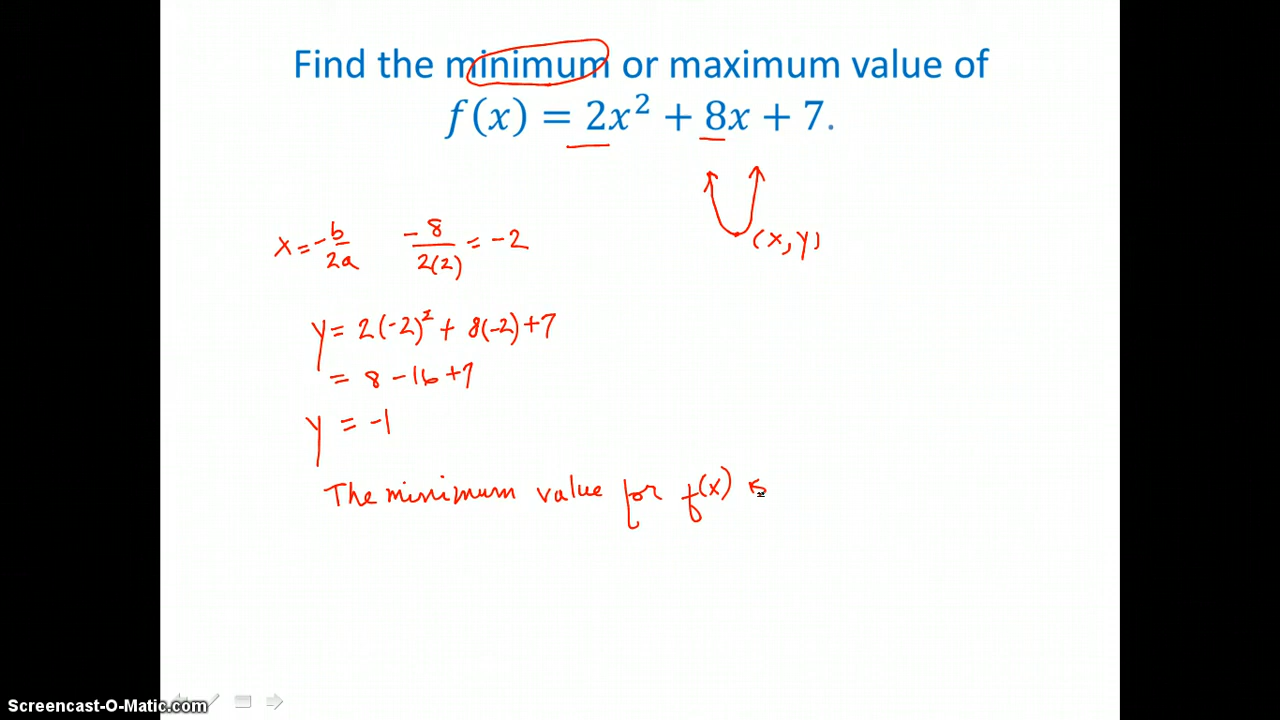 Find the minimum or maximum value of
f(x) = 2x² + 8x + 7.
(x, y)
x = -b/2a   -8/2(2) = -2
y = 2(-2)² + 8(-2) + 7
= 8 - 16 + 7
y = -1
The minimum value for f(x) is
Screencast-O-Matic.com